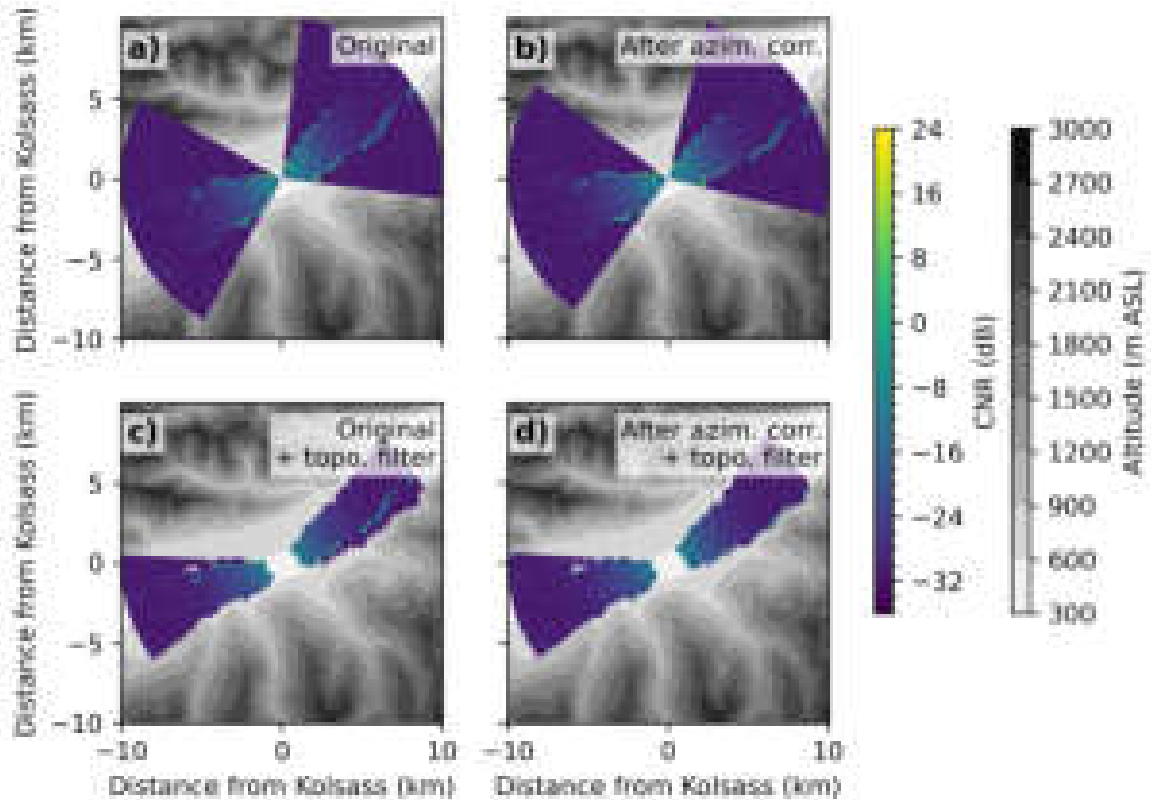 a)
Original
b)
After azim. corr.
Distance from Kolsass (km)
5
0
−5
−10
c)
Original
+ topo. filter
d)
After azim. corr.
+ topo. filter
Distance from Kolsass (km)
5
0
−5
−10
−10
0
10
−10
0
10
Distance from Kolsass (km)
Distance from Kolsass (km)
24
16
8
0
−8
−16
−24
−32
CNR (dB)
3000
2700
2400
2100
1800
1500
1200
900
600
300
Altitude (m ASL)